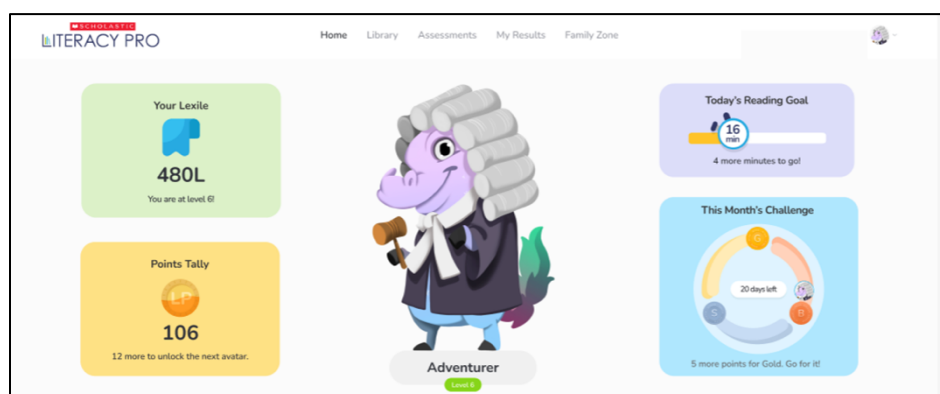 SCHOLASTIC
LITERACY PRO
Home Library Assessments My Results Family Zone
Your Lexile
480L
You are at level 6!
Points Tally
LP
106
12 more to unlock the next avatar.
Adventurer
Level 6
Today's Reading Goal
16
min
4 more minutes to go!
This Month's Challenge
G
20 days left
S
B
5 more points for Gold. Go for it!